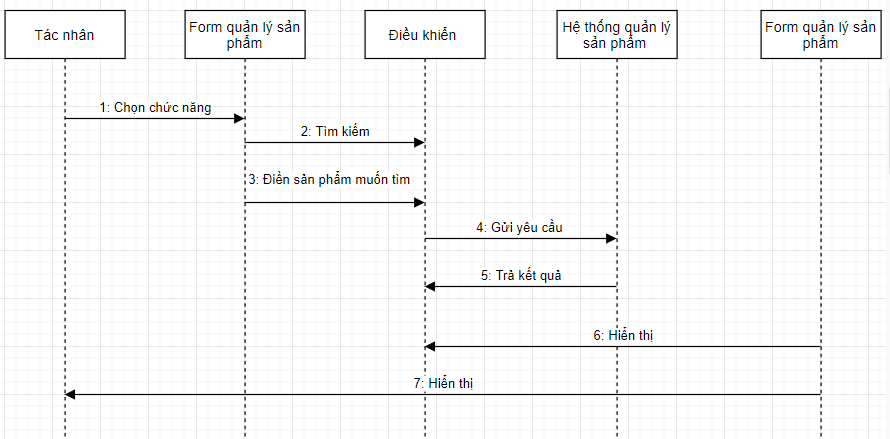 Tác nhân
Form quản lý sản
phẩm
Điều khiển
Hệ thống quản lý
sản phẩm
Form quản lý sản
phẩm
1: Chọn chức năng
2: Tìm kiếm
3: Điền sản phẩm muốn tìm
4: Gửi yêu cầu
5: Trả kết quả
6: Hiển thị
7: Hiển thị